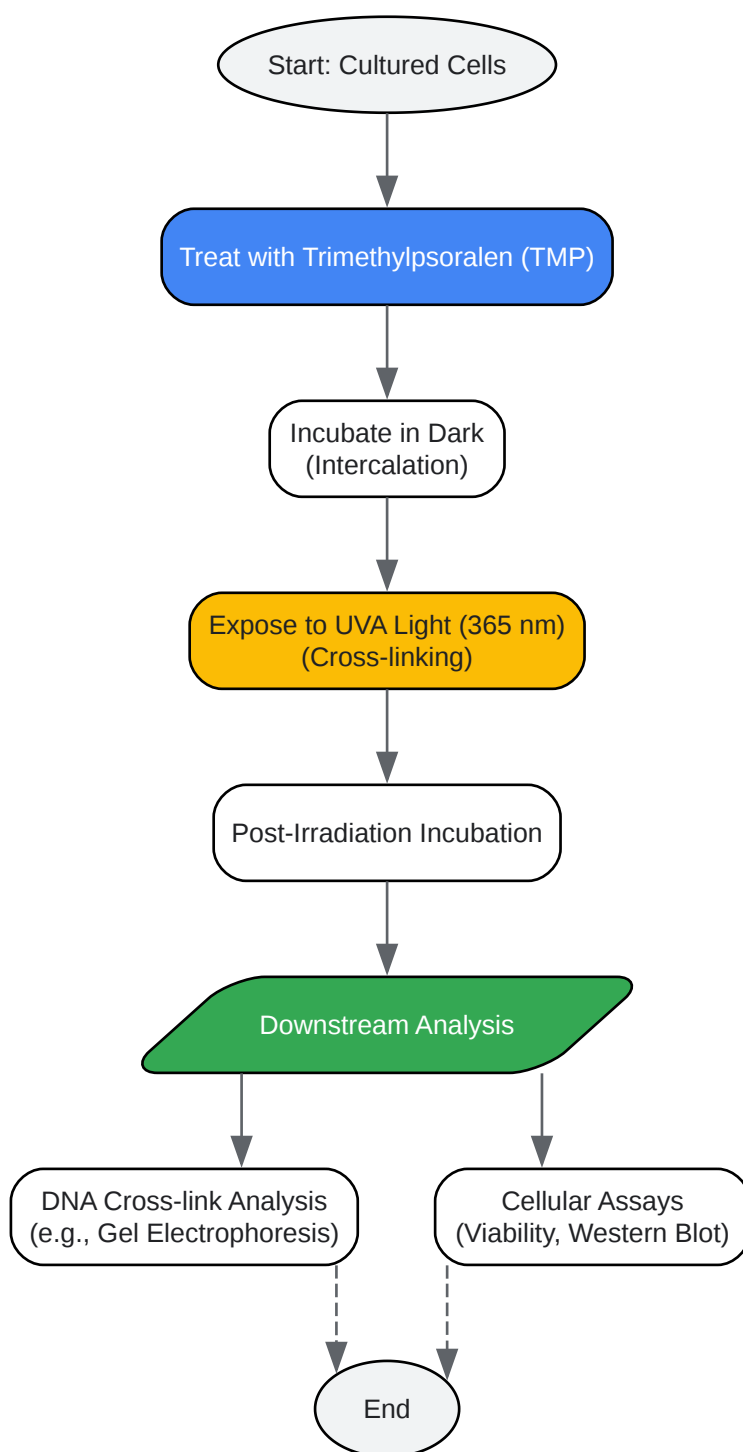 Start: Cultured Cells
Treat with Trimethylpsoralen (TMP)
Incubate in Dark
(Intercalation)
Expose to UVA Light (365 nm)
(Cross-linking)
Post-Irradiation Incubation
Downstream Analysis
DNA Cross-link Analysis
(e.g., Gel Electrophoresis)
Cellular Assays
(Viability, Western Blot)
End